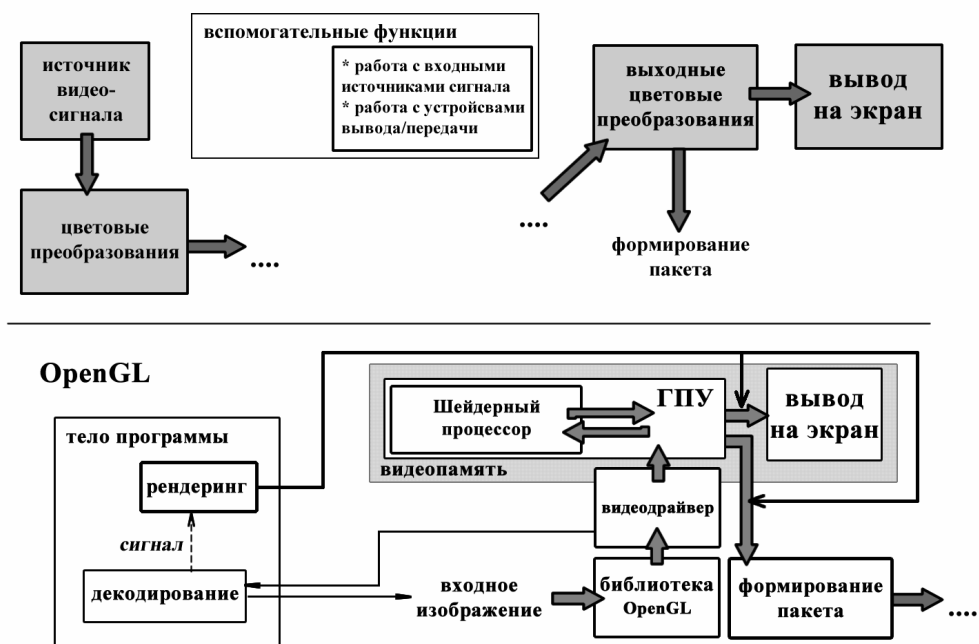 источник
видео-
сигнала
вспомогательные функции
* работа с входными
источниками сигнала
* работа с устройсвами
вывода/передачи
выходные
цветовые
преобразования
вывод
на экран
цветовые
преобразования
....
....
формирование
пакета
OpenGL
тело программы
рендеринг
сигнал
декодирование
Шейдерный
процессор
ГПУ
вывод
на экран
видеопамять
видеодрайвер
входное
изображение
библиотека
OpenGL
формирование
пакета
....